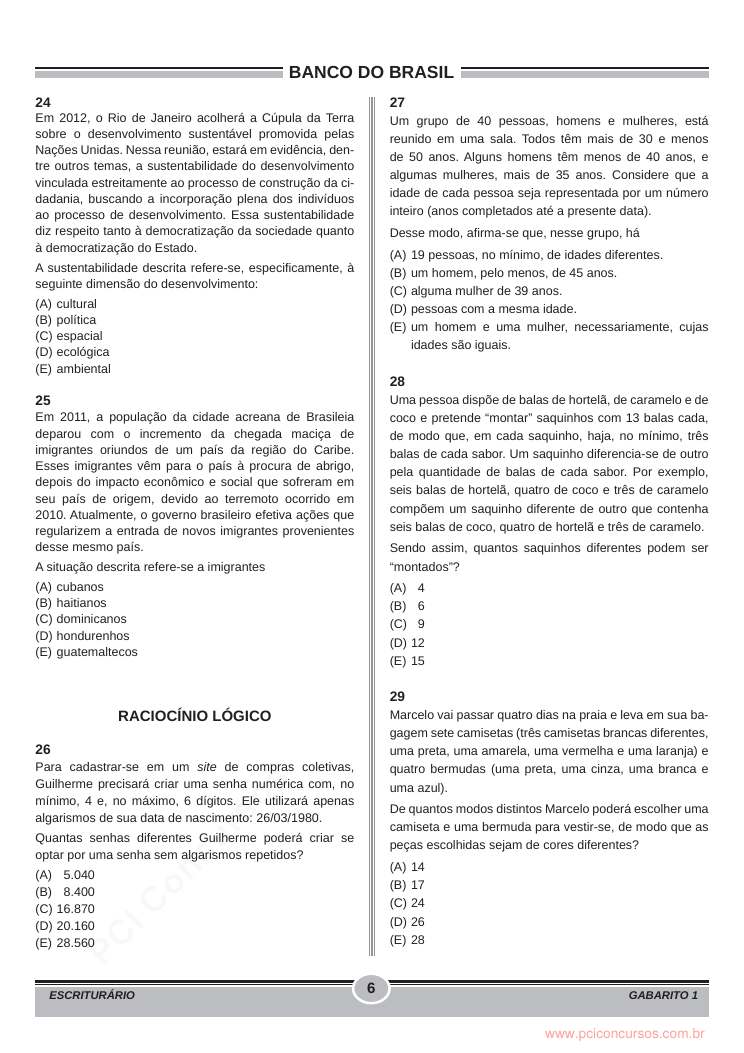 BANCO DO BRASIL
24
Em 2012, o Rio de Janeiro acolherá a Cúpula da Terra
sobre o desenvolvimento sustentável promovida pelas
Nações Unidas. Nessa reunião, estará em evidência, den-
tre outros temas, a sustentabilidade do desenvolvimento
vinculada estreitamente ao processo de construção da ci-
dadania, buscando a incorporação plena dos indivíduos
ao processo de desenvolvimento. Essa sustentabilidade
diz respeito tanto à democratização da sociedade quanto
à democratização do Estado.
A sustentabilidade descrita refere-se, especificamente, à
seguinte dimensão do desenvolvimento:
(A) cultural
(B) política
(C) espacial
(D) ecológica
(E) ambiental
25
Em 2011, a população da cidade acreana de Brasileia
deparou com o incremento da chegada maciça de
imigrantes oriundos de um país da região do Caribe.
Esses imigrantes vêm para o país à procura de abrigo,
depois do impacto econômico e social que sofreram em
seu país de origem, devido ao terremoto ocorrido em
2010. Atualmente, o governo brasileiro efetiva ações que
regularizem a entrada de novos imigrantes provenientes
desse mesmo país.
A situação descrita refere-se a imigrantes
(A) cubanos
(B) haitianos
(C) dominicanos
(D) hondurenhos
(E) guatemaltecos
RACIOCÍNIO LÓGICO
26
Para cadastrar-se em um site de compras coletivas,
Guilherme precisará criar uma senha numérica com, no
mínimo, 4 e, no máximo, 6 dígitos. Ele utilizará apenas
algarismos de sua data de nascimento: 26/03/1980.
Quantas senhas diferentes Guilherme poderá criar se
optar por uma senha sem algarismos repetidos?
(A) 5.040
(B) 8.400
(C) 16.870
(D) 20.160
(E) 28.560
27
Um grupo de 40 pessoas, homens e mulheres, está
reunido em uma sala. Todos têm mais de 30 e menos
de 50 anos. Alguns homens têm menos de 40 anos, e
algumas mulheres, mais de 35 anos. Considere que a
idade de cada pessoa seja representada por um número
inteiro (anos completados até a presente data).
Desse modo, afirma-se que, nesse grupo, há
(A) 19 pessoas, no mínimo, de idades diferentes.
(B) um homem, pelo menos, de 45 anos.
(C) alguma mulher de 39 anos.
(D) pessoas com a mesma idade.
(E) um homem e uma mulher, necessariamente, cujas
idades são iguais.
28
Uma pessoa dispõe de balas de hortelã, de caramelo e de
coco e pretende “montar” saquinhos com 13 balas cada,
de modo que, em cada saquinho, haja, no mínimo, três
balas de cada sabor. Um saquinho diferencia-se de outro
pela quantidade de balas de cada sabor. Por exemplo,
seis balas de hortelã, quatro de coco e três de caramelo
compõem um saquinho diferente de outro que contenha
seis balas de coco, quatro de hortelã e três de caramelo.
Sendo assim, quantos saquinhos diferentes podem ser
“montados”?
(A) 4
(B) 6
(C) 9
(D) 12
(E) 15
29
Marcelo vai passar quatro dias na praia e leva em sua ba-
gagem sete camisetas (três camisetas brancas diferentes,
uma preta, uma amarela, uma vermelha e uma laranja) e
quatro bermudas (uma preta, uma cinza, uma branca e
uma azul).
De quantos modos distintos Marcelo poderá escolher uma
camiseta e uma bermuda para vestir-se, de modo que as
peças escolhidas sejam de cores diferentes?
(A) 14
(B) 17
(C) 24
(D) 26
(E) 28
ESCRITURÁRIO
6
GABARITO 1
www.pciconcursos.com.br